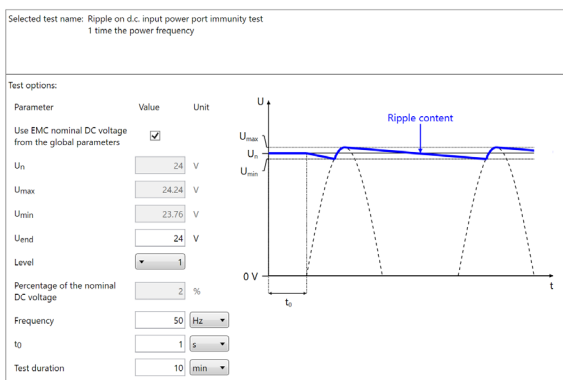 Selected test name: Ripple on d.c. input power port immunity test
1 time the power frequency
Test options:
Parameter Value Unit
Use EMC nominal DC voltage
from the global parameters
Un 24 V
Umax 24.24 V
Umin 23.76 V
Uend 24 V
Level 1
Percentage of the nominal
DC voltage
2 %
Frequency 50 Hz
t0 1 s
Test duration 10 min
U
Ripple content
Umax
Un
Umin
0 V
t
t0